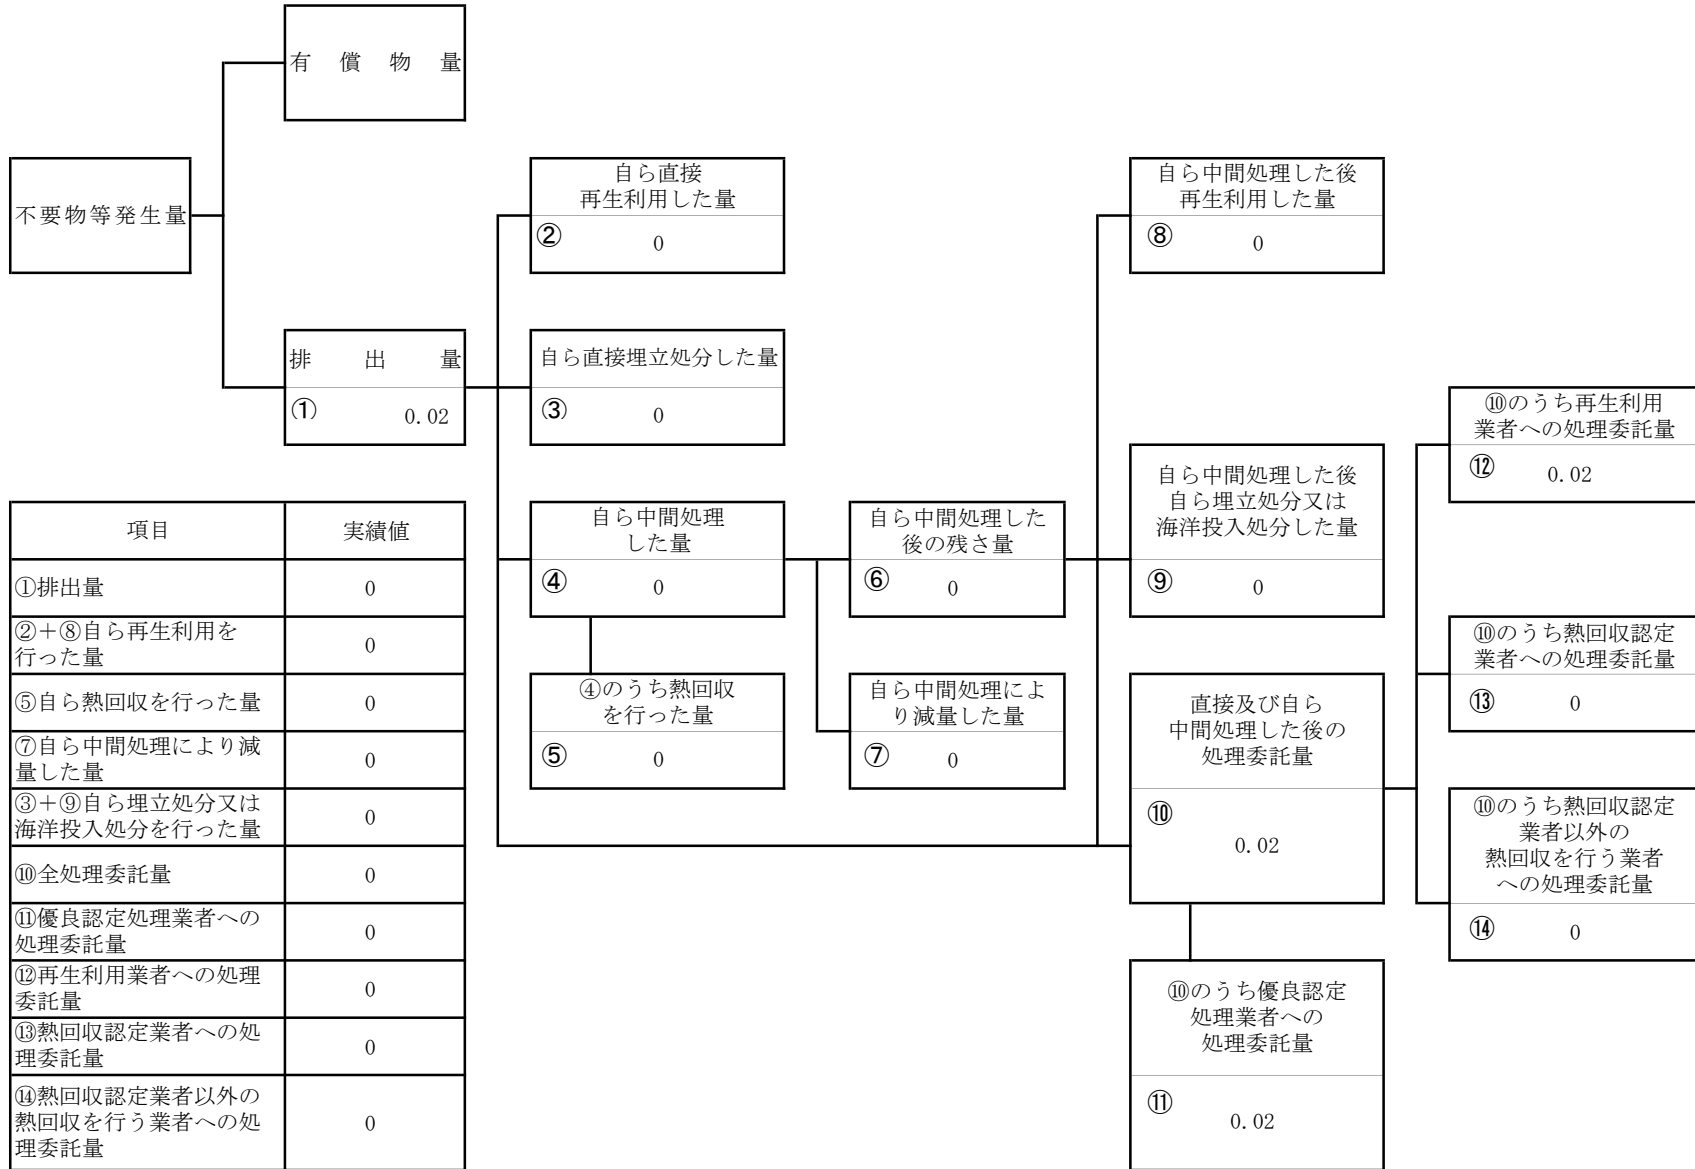 有償物量
不要物等発生量
自ら直接
再生利用した量
② 0
自ら中間処理した後
再生利用した量
⑧ 0
排出量
① 0.02
自ら直接埋立処分した量
③ 0
⑩のうち再生利用
業者への処理委託量
⑫ 0.02
自ら中間処理
した量
④ 0
自ら中間処理した
後の残さ量
⑥ 0
自ら中間処理した後
自ら埋立処分又は
海洋投入処分した量
⑨ 0
⑩のうち熱回収認定
業者への処理委託量
⑬ 0
④のうち熱回収
を行った量
⑤ 0
自ら中間処理によ
り減量した量
⑦ 0
直接及び自ら
中間処理した後の
処理委託量
⑩
0.02
⑩のうち熱回収認定
業者以外の
熱回収を行う業者
への処理委託量
⑭ 0
⑩のうち優良認定
処理業者への
処理委託量
⑪
0.02
項目 実績値
①排出量 0
②+⑧自ら再生利用を
行った量 0
⑤自ら熱回収を行った量 0
⑦自ら中間処理により減
量した量 0
③+⑨自ら埋立処分又は
海洋投入処分を行った量 0
⑩全処理委託量 0
⑪優良認定処理業者への
処理委託量 0
⑫再生利用業者への処理
委託量 0
⑬熱回収認定業者への処
理委託量 0
⑭熱回収認定業者以外の
熱回収を行う業者への処
理委託量 0